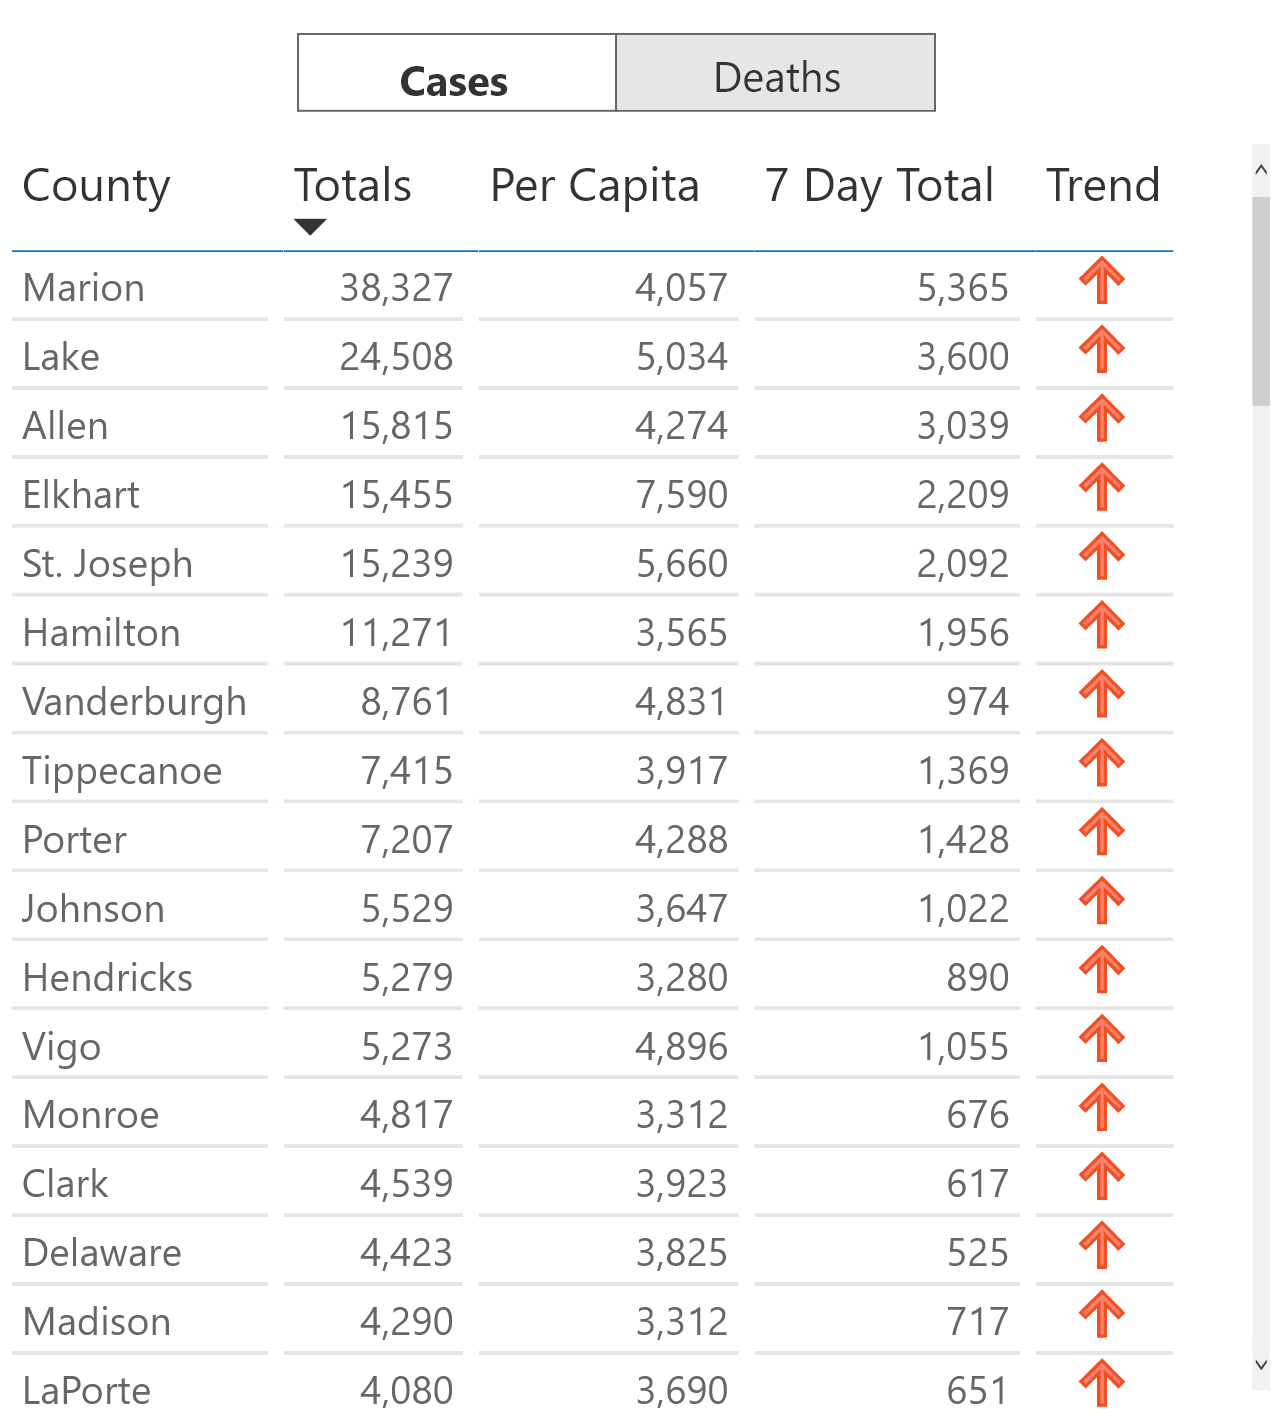 Cases Deaths
County Totals Per Capita 7 Day Total Trend
Marion 38,327 4,057 5,365
Lake 24,508 5,034 3,600
Allen 15,815 4,274 3,039
Elkhart 15,455 7,590 2,209
St. Joseph 15,239 5,660 2,092
Hamilton 11,271 3,565 1,956
Vanderburgh 8,761 4,831 974
Tippecanoe 7,415 3,917 1,369
Porter 7,207 4,288 1,428
Johnson 5,529 3,647 1,022
Hendricks 5,279 3,280 890
Vigo 5,273 4,896 1,055
Monroe 4,817 3,312 676
Clark 4,539 3,923 617
Delaware 4,423 3,825 525
Madison 4,290 3,312 717
LaPorte 4,080 3,690 651